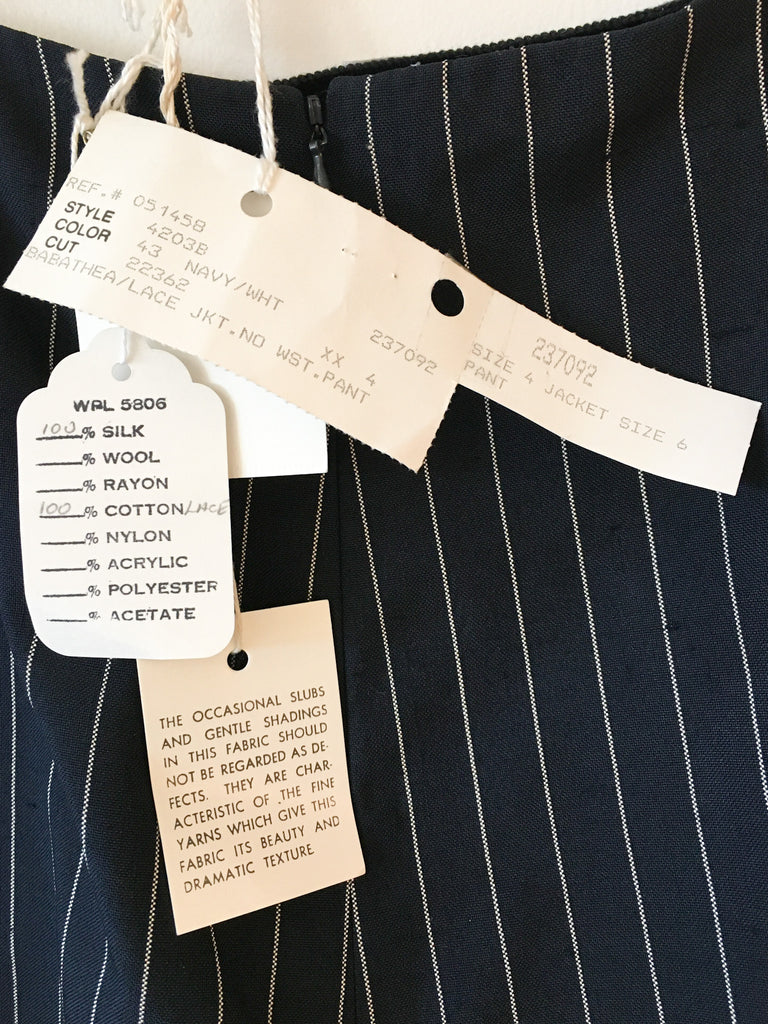 REF.# 051458
STYLE 4203B
COLOR 43 NAVY/WHT
CUT 22362
BABATHEA/LACE JKT.NO WST.PANT
XX 4
237092
PANT
237092
SIZE 4 JACKET SIZE 6
WPL 5806
100% SILK
% WOOL
% RAYON
100% COTTON LACE
% NYLON
% ACRYLIC
% POLYESTER
% ACETATE
THE OCCASIONAL SLUBS
AND GENTLE SHADINGS
IN THIS FABRIC SHOULD
NOT BE REGARDED AS DE-
FECTS. THEY ARE CHAR-
ACTERISTIC OF THE FINE
YARNS WHICH GIVE THIS
FABRIC ITS BEAUTY AND
DRAMATIC TEXTURE